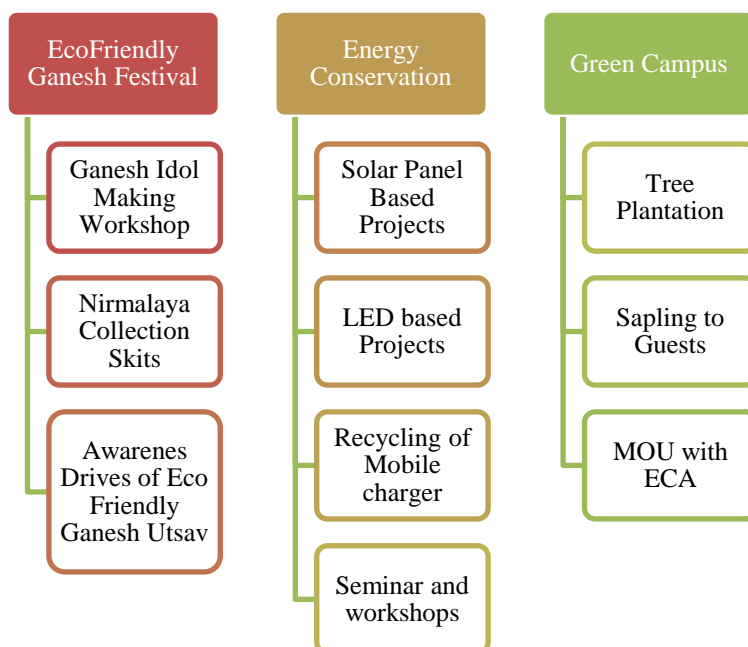 EcoFriendly
Ganesh Festival
Ganesh Idol
Making
Workshop
Nirmalaya
Collection
Skits
Awarenes
Drives of Eco
Friendly
Ganesh Utsav
Energy
Conservation
Solar Panel
Based
Projects
LED based
Projects
Recycling of
Mobile
charger
Seminar and
workshops
Green Campus
Tree
Plantation
Sapling to
Guests
MOU with
ECA